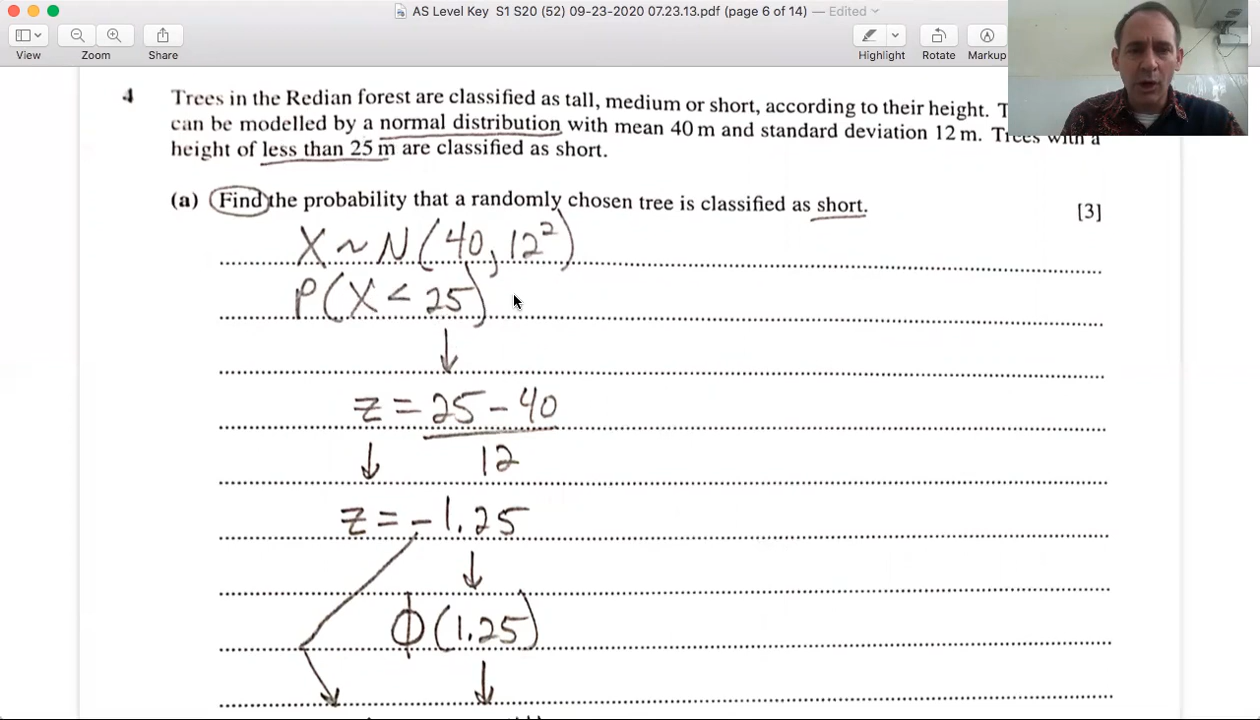 AS Level Key S1 S20 (52) 09-23-2020 07.23.13.pdf (page 6 of 14) — Edited
View Zoom Share Highlight Rotate Markup
4 Trees in the Redian forest are classified as tall, medium or short, according to their height.
can be modelled by a normal distribution with mean 40 m and standard deviation 12 m. Trees with a
height of less than 25 m are classified as short.
(a) Find the probability that a randomly chosen tree is classified as short. [3]
X ~ N(40, 12²)
P(X < 25)
↓
z = 25 - 40
12
↓
z = -1.25
↓
Φ(1.25)
↓